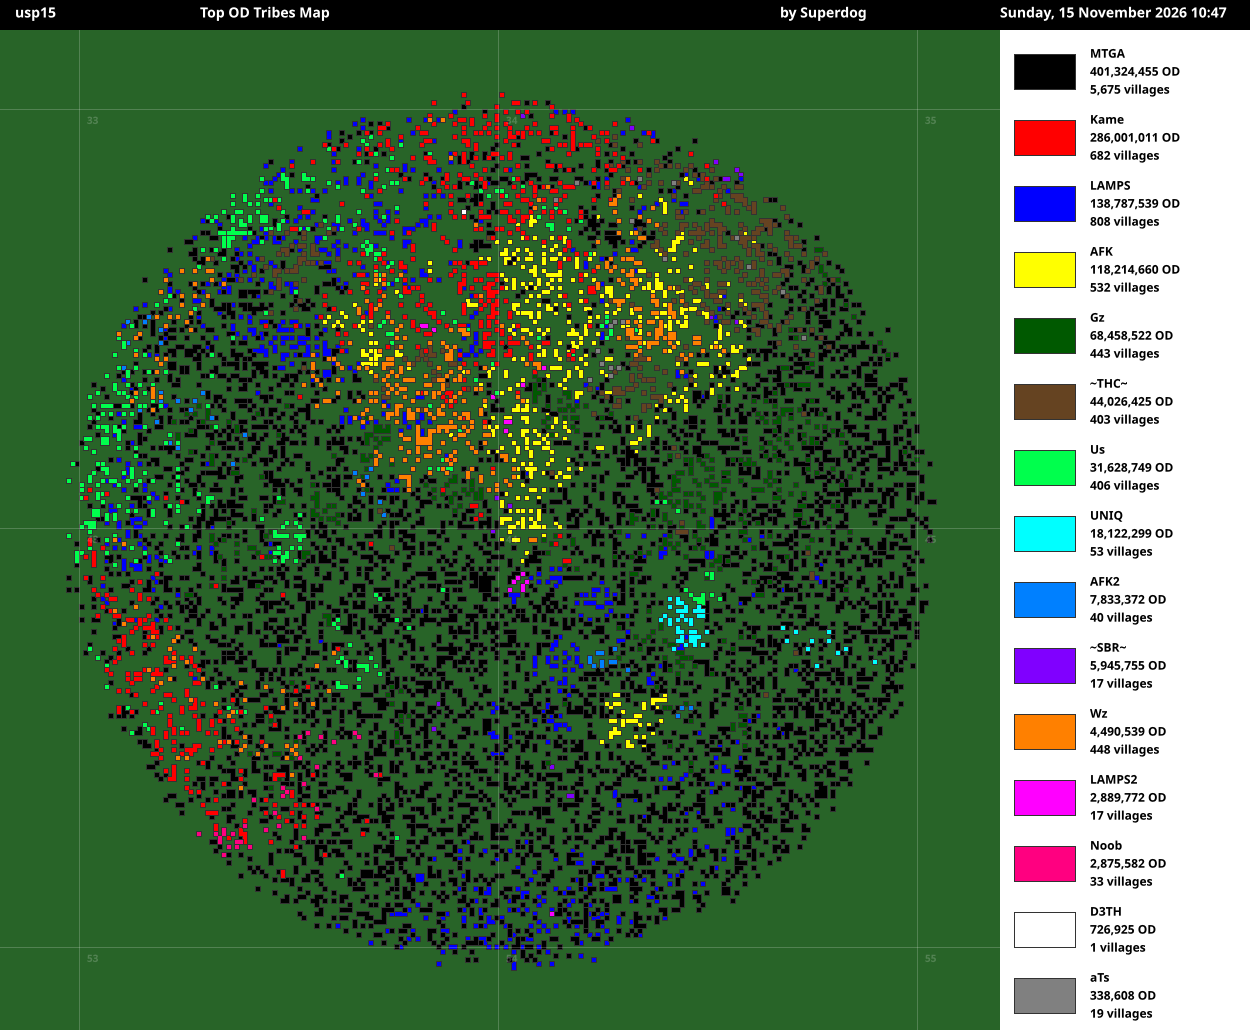 usp15
Top OD Tribes Map
by Superdog
Sunday, 15 November 2026 10:47
33
34
35
53
55
MTGA
401,324,455 OD
5,675 villages
Kame
286,001,011 OD
682 villages
LAMPS
138,787,539 OD
808 villages
AFK
118,214,660 OD
532 villages
Gz
68,458,522 OD
443 villages
~THC~
44,026,425 OD
403 villages
Us
31,628,749 OD
406 villages
UNIQ
18,122,299 OD
53 villages
AFK2
7,833,372 OD
40 villages
~SBR~
5,945,755 OD
17 villages
Wz
4,490,539 OD
448 villages
LAMPS2
2,889,772 OD
17 villages
Noob
2,875,582 OD
33 villages
D3TH
726,925 OD
1 villages
aTs
338,608 OD
19 villages